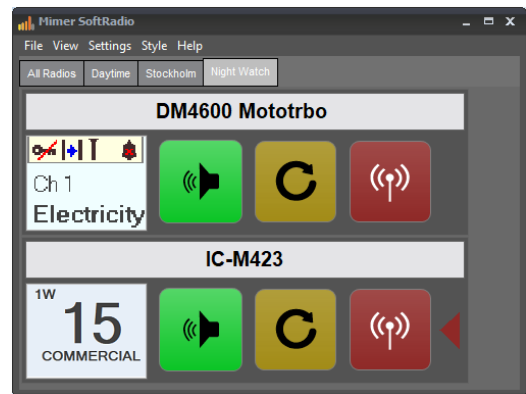 Mimer SoftRadio
File View Settings Style Help
All Radios Daytime Stockholm Night Watch
DM4600 Mototrbo
Ch 1
Electricity
IC-M423
1W
15
COMMERCIAL